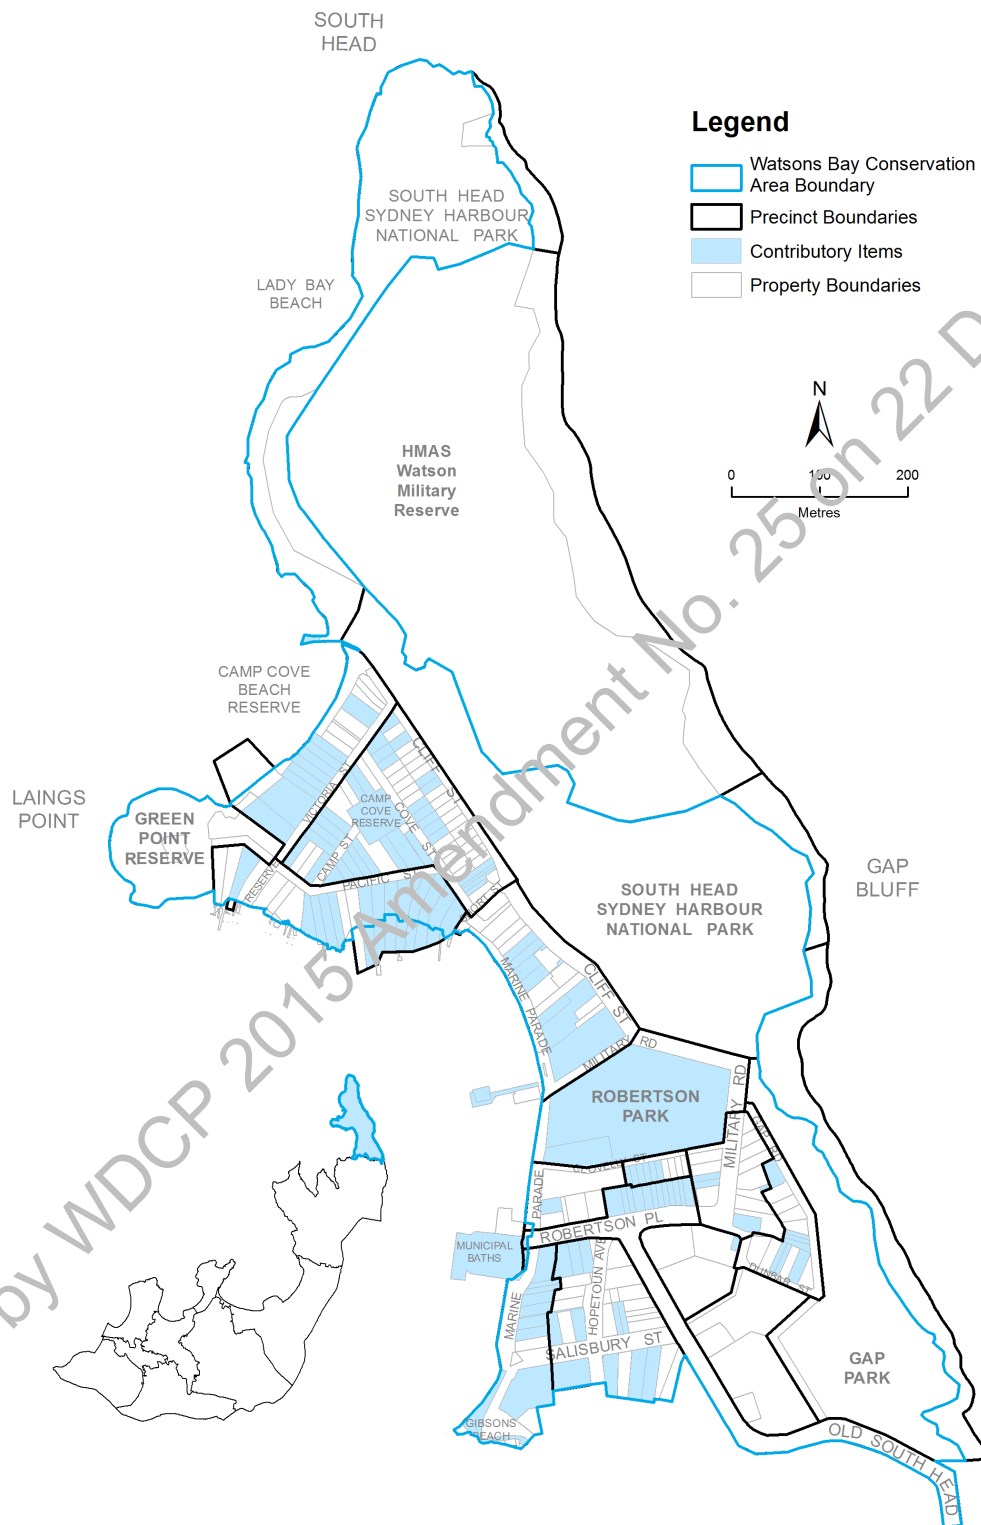 SOUTH
HEAD
Legend
Watsons Bay Conservation
Area Boundary
Precinct Boundaries
Contributory Items
Property Boundaries
SOUTH HEAD
SYDNEY HARBOUR
NATIONAL PARK
LADY BAY
BEACH
N
0 100 200
Metres
HMAS
Watson
Military
Reserve
CAMP COVE
BEACH
RESERVE
LAINGS
POINT
GREEN
POINT
RESERVE
VICTORIA ST
CAMP
COVE
RESERVE
CLIFF ST
COVE ST
CAMP ST
PACIFIC ST
RESERVE
GAP
BLUFF
SOUTH HEAD
SYDNEY HARBOUR
NATIONAL PARK
MARINE PARADE
CLIFF ST
MILITARY RD
ROBERTSON
PARK
MILITARY RD
GAP RD
PARADE
ROBERTSON PL
MUNICIPAL
BATHS
HOPETOUN AVE
DUNBAR ST
MARINE
SALISBURY ST
GAP
PARK
GIBSONS
BEACH
OLD SOUTH HEAD
by WDCP 2015 Amendment No. 25 on 22 D